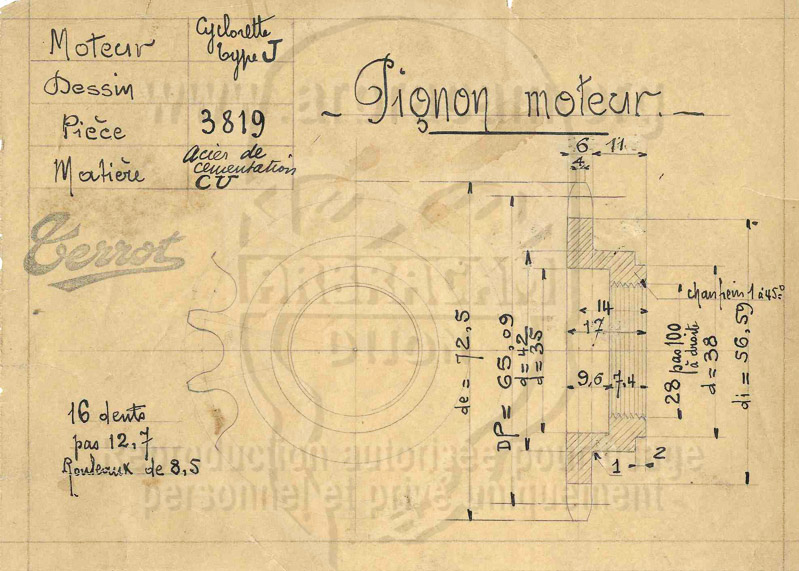 Moteur
Cyclorette
type J
Dessin
Pièce
3819
Matière
Acier de
cementation
CU
Pignon moteur.
Terrot
6
11
4
14
17
9,6
7,4
1
2
chanfrein 1 à 45°
de = 72,5
DP = 65,09
d = 42
d = 35
28 pas 100
à droite
d = 38
di = 56,59
16 dents
pas 12,7
Rouleaux de 8,5
DIJON
Reproduction autorisée pour usage
personnel et privé uniquement